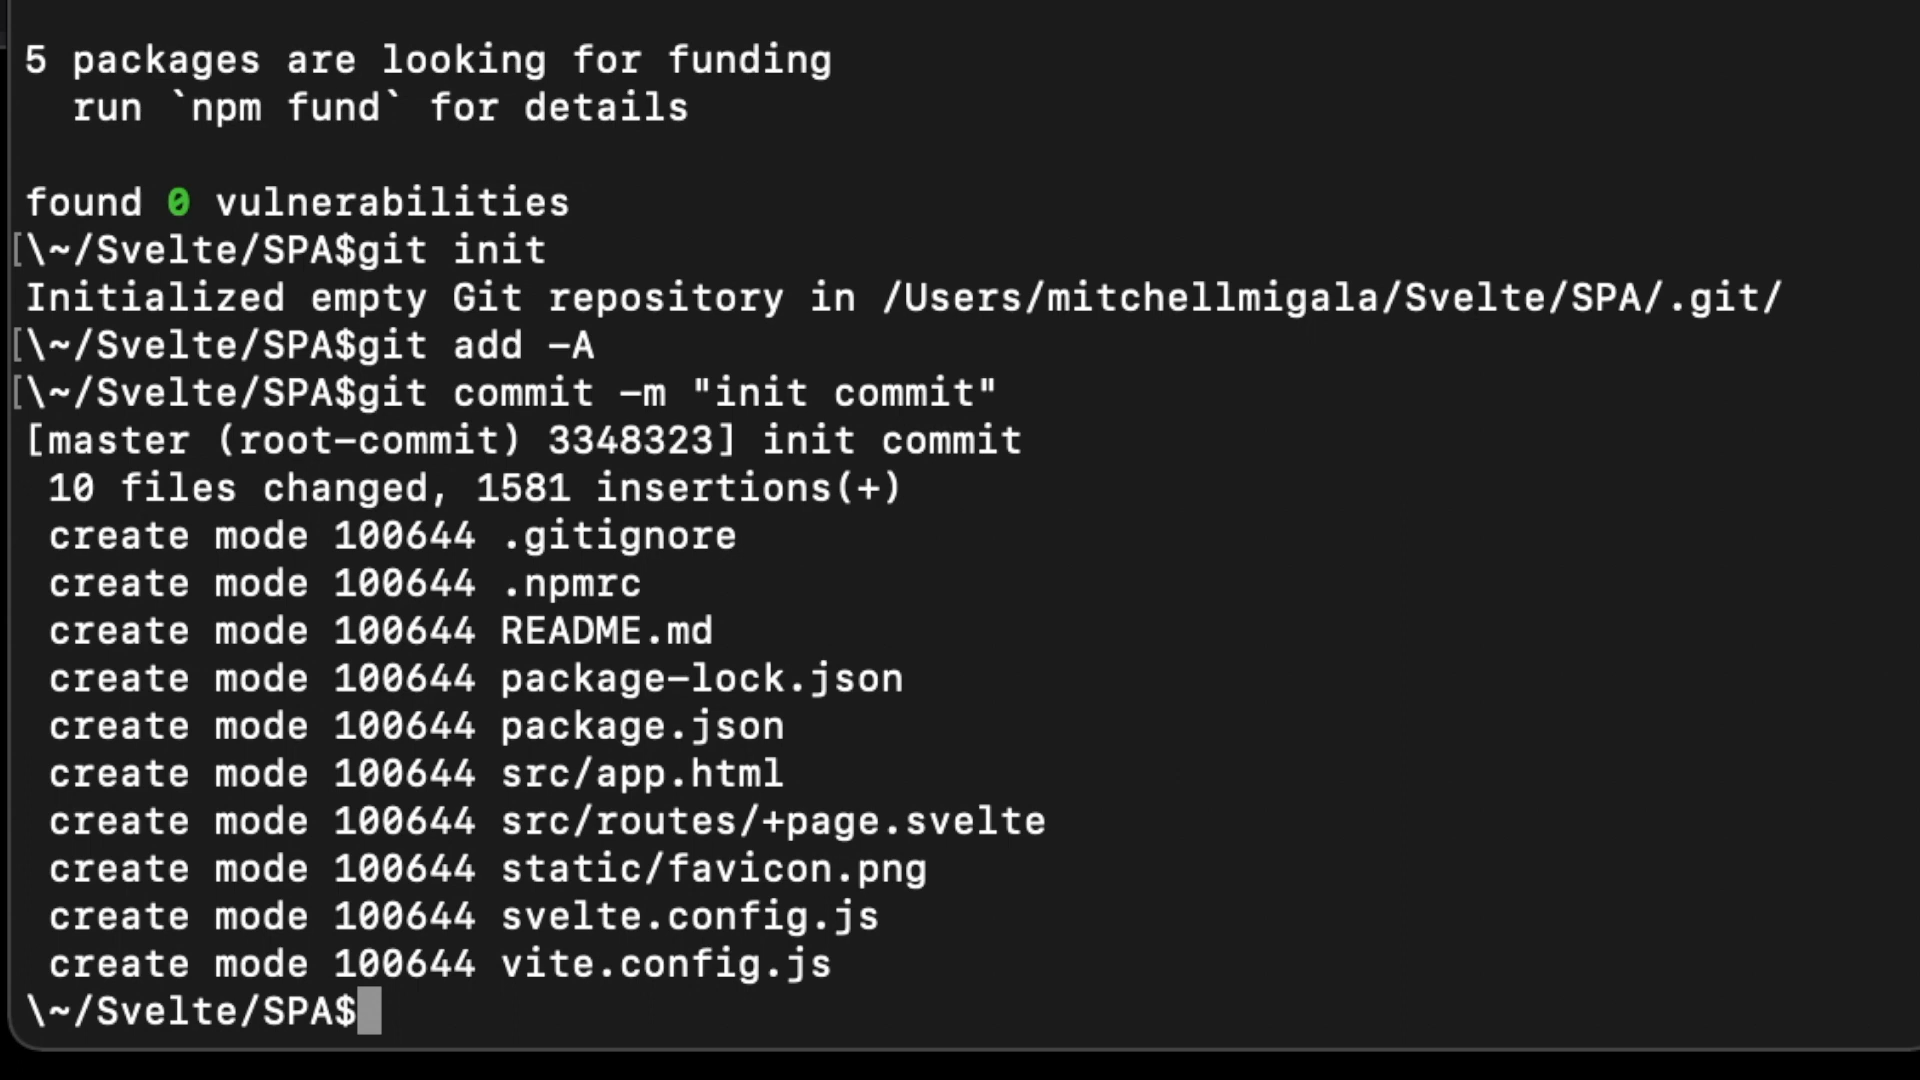 5 packages are looking for funding
  run `npm fund` for details
found 0 vulnerabilities
[\~/Svelte/SPA$git init
Initialized empty Git repository in /Users/mitchellmigala/Svelte/SPA/.git/
[\~/Svelte/SPA$git add -A
[\~/Svelte/SPA$git commit -m "init commit"
[master (root-commit) 3348323] init commit
 10 files changed, 1581 insertions(+)
 create mode 100644 .gitignore
 create mode 100644 .npmrc
 create mode 100644 README.md
 create mode 100644 package-lock.json
 create mode 100644 package.json
 create mode 100644 src/app.html
 create mode 100644 src/routes/+page.svelte
 create mode 100644 static/favicon.png
 create mode 100644 svelte.config.js
 create mode 100644 vite.config.js
\~/Svelte/SPA$